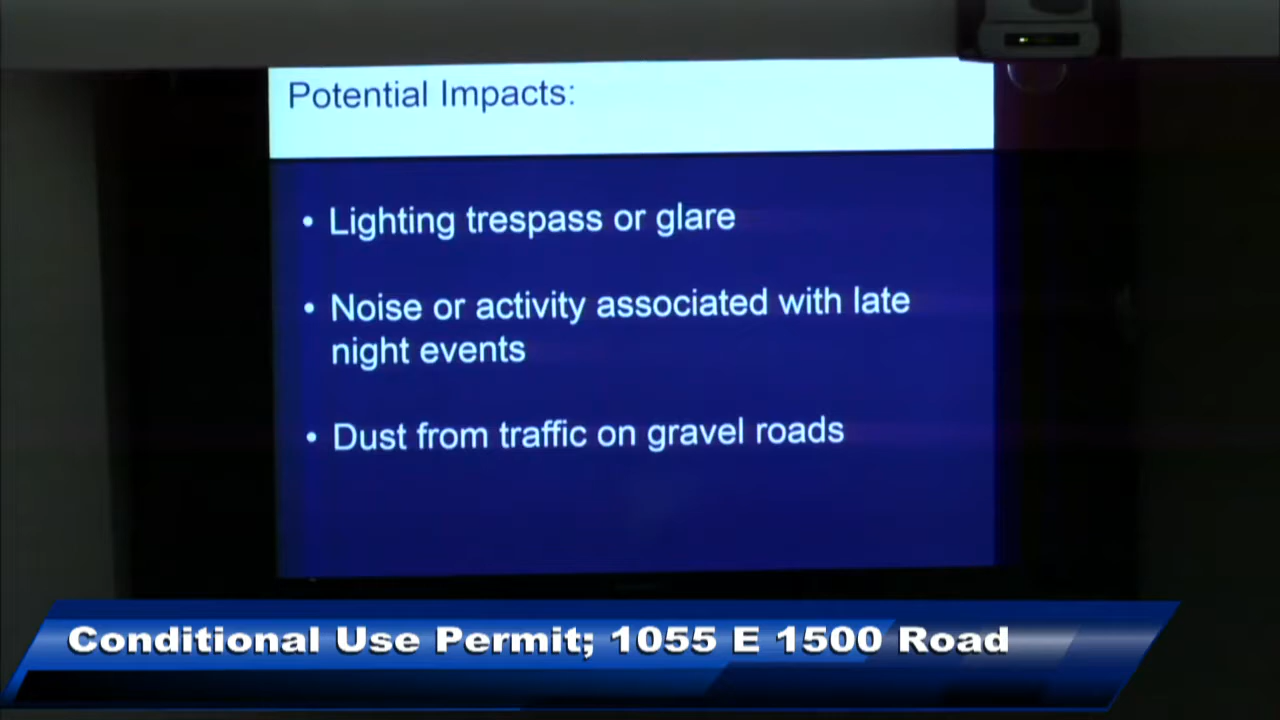 Potential Impacts:
• Lighting trespass or glare
• Noise or activity associated with late
night events
• Dust from traffic on gravel roads
Conditional Use Permit; 1055 E 1500 Road